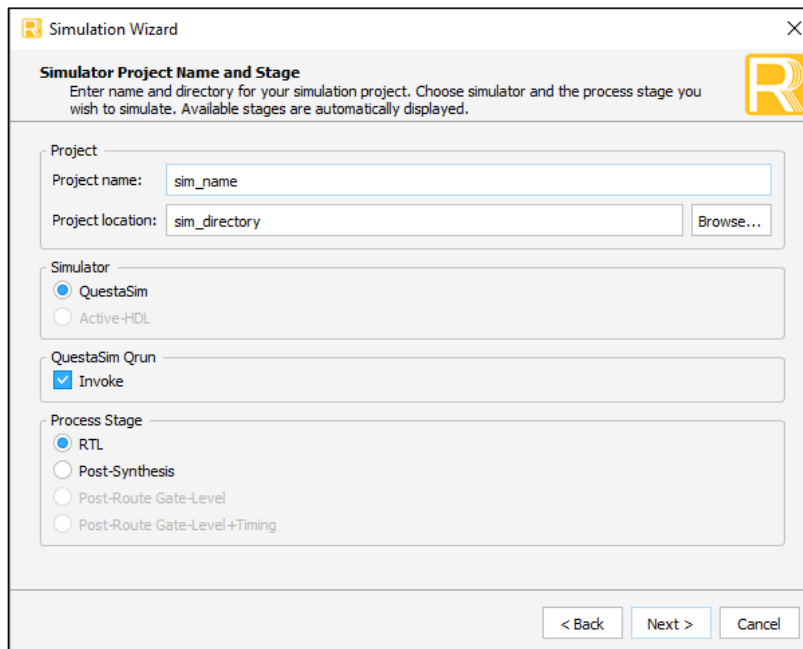 Simulation Wizard
Simulator Project Name and Stage
Enter name and directory for your simulation project. Choose simulator and the process stage you
wish to simulate. Available stages are automatically displayed.
Project
Project name: sim_name
Project location: sim_directory Browse...
Simulator
QuestaSim
Active-HDL
QuestaSim Qrun
Invoke
Process Stage
RTL
Post-Synthesis
Post-Route Gate-Level
Post-Route Gate-Level+Timing
< Back Next > Cancel